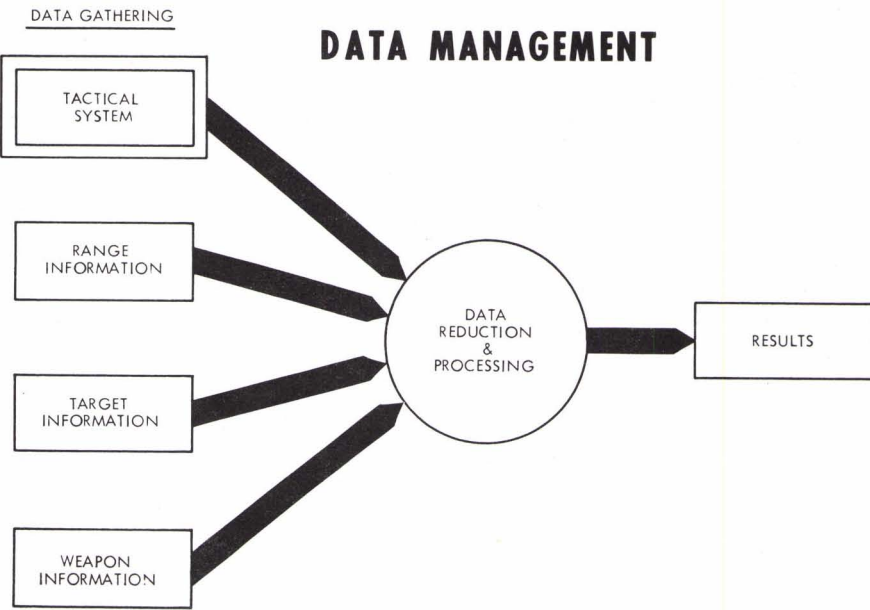 DATA GATHERING
DATA MANAGEMENT
TACTICAL
SYSTEM
RANGE
INFORMATION
TARGET
INFORMATION
WEAPON
INFORMATION
DATA
REDUCTION
&
PROCESSING
RESULTS